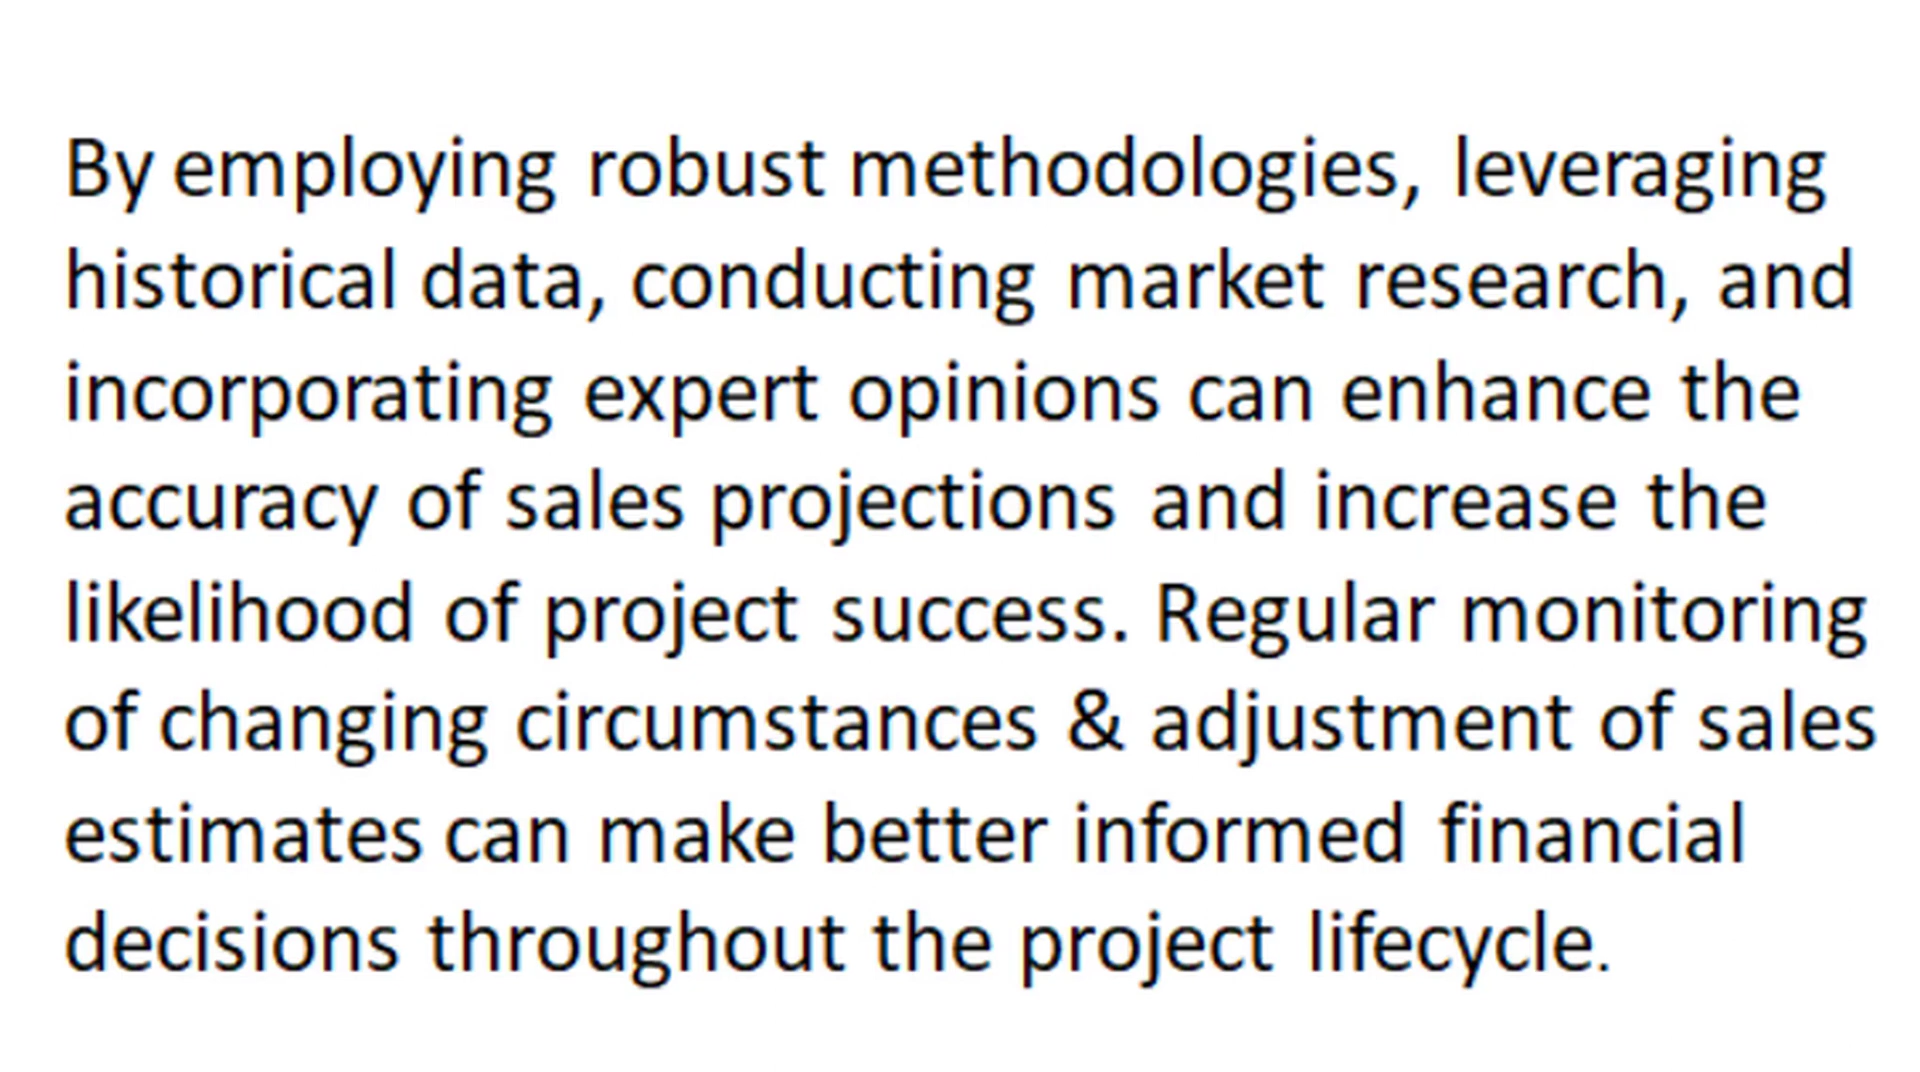 By employing robust methodologies, leveraging
historical data, conducting market research, and
incorporating expert opinions can enhance the
accuracy of sales projections and increase the
likelihood of project success. Regular monitoring
of changing circumstances & adjustment of sales
estimates can make better informed financial
decisions throughout the project lifecycle.